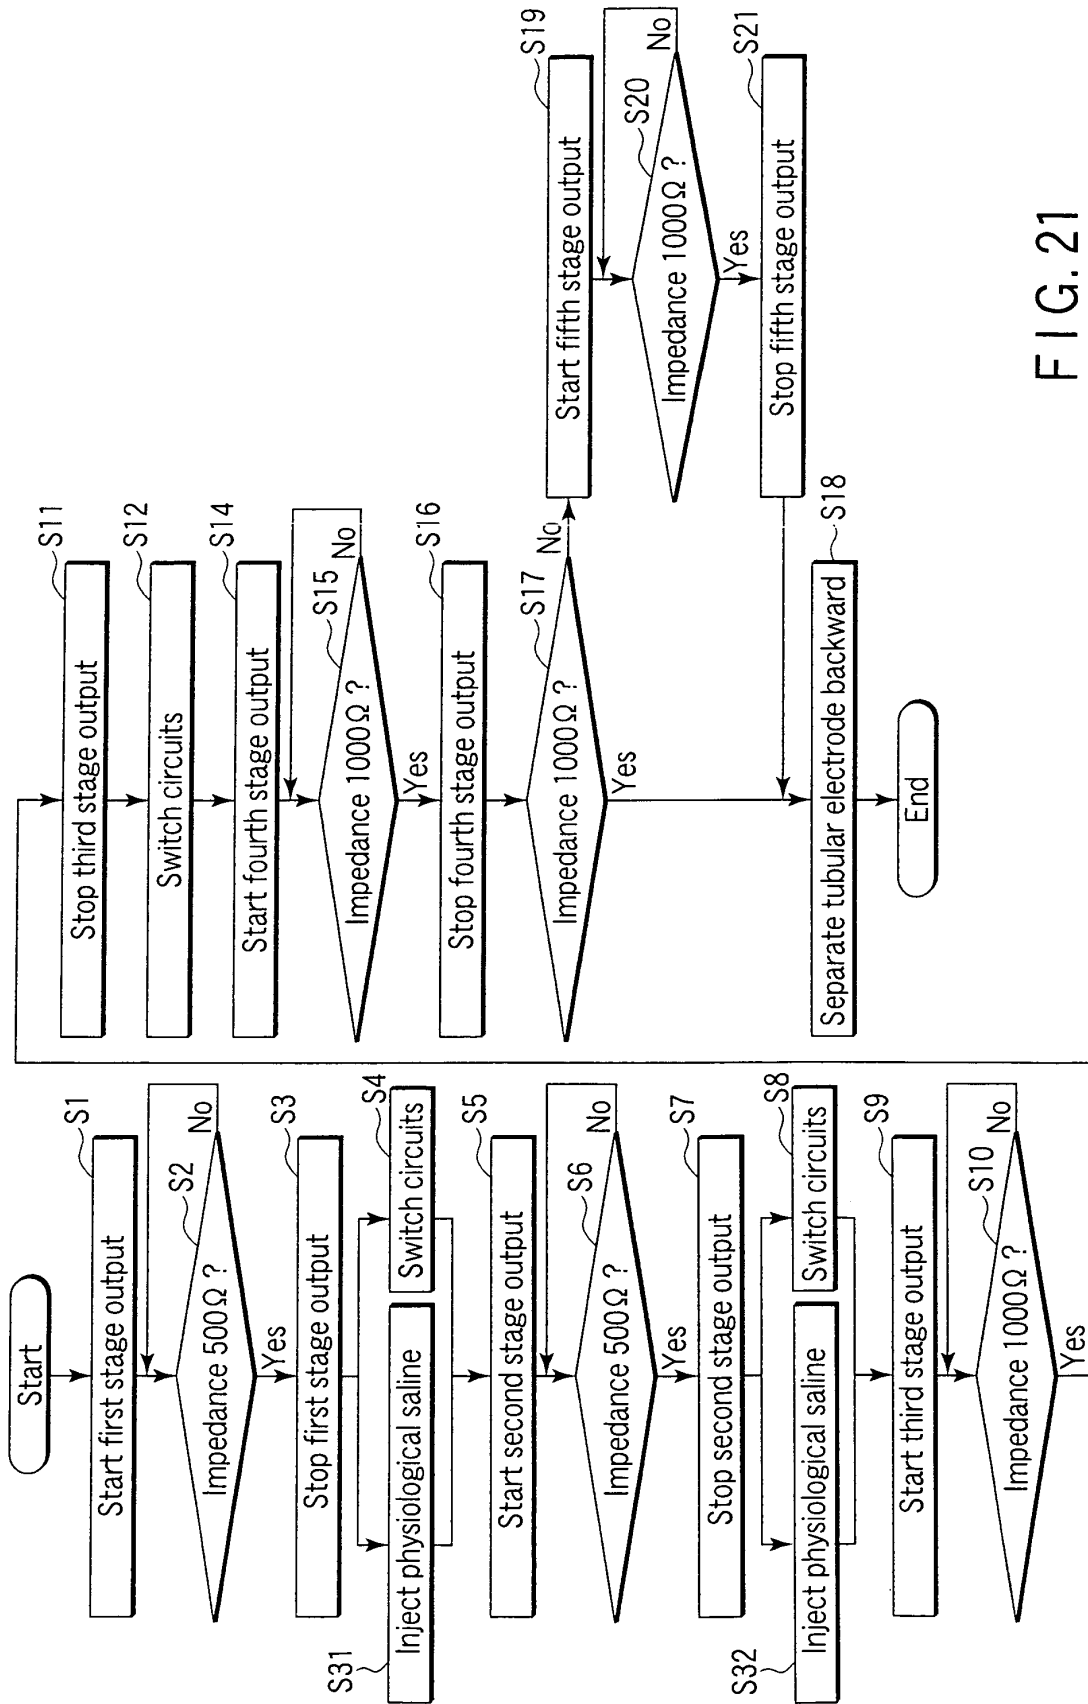 Start
Start first stage output
S1
Impedance 500Ω ?
S2
No
Yes
Stop first stage output
S3
Inject physiological saline
S31
Switch circuits
S4
Start second stage output
S5
Impedance 500Ω ?
S6
No
Yes
Stop second stage output
S7
Inject physiological saline
S32
Switch circuits
S8
Start third stage output
S9
Impedance 1000Ω ?
S10
No
Yes
Stop third stage output
S11
Switch circuits
S12
Start fourth stage output
S14
Impedance 1000Ω ?
S15
No
Yes
Stop fourth stage output
S16
Impedance 1000Ω ?
S17
No
Yes
Start fifth stage output
S19
Impedance 1000Ω ?
S20
No
Yes
Stop fifth stage output
S21
Separate tubular electrode backward
S18
End
FIG. 21